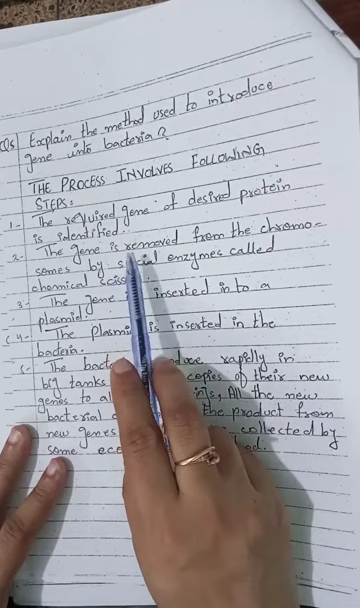 Q5 Explain the method used to introduce
gene into bacteria?
THE PROCESS INVOLVES FOLLOWING
STEPS:
1- The required gene of desired protein
is identified.
2- The gene is removed from the chromo-
somes by special enzymes called
chemical
3- The gene is inserted in to a
plasmid.
4- The plasmid is inserted in the
5- The rapidly in
big tanks copies of their new
genes to al All the new
bacterial the product from
new genes collected by
some